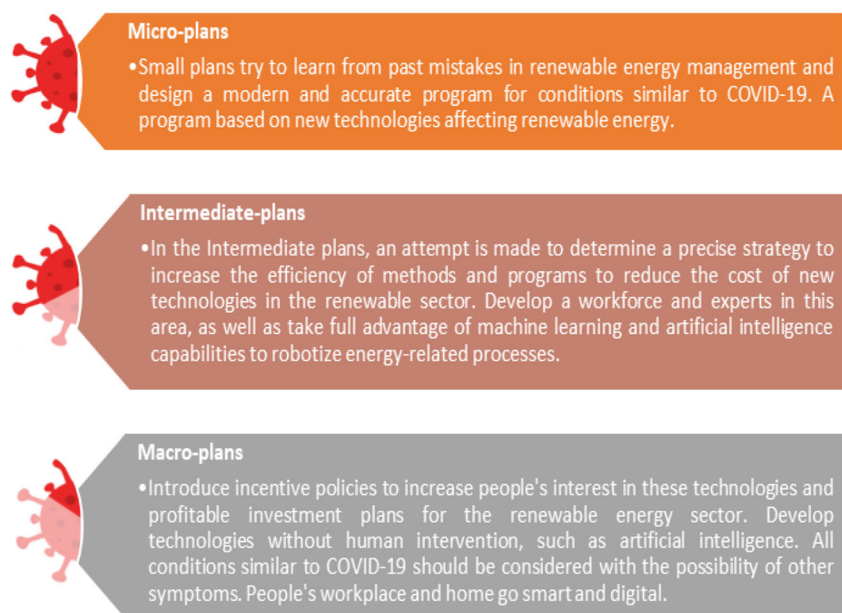 Micro-plans
•Small plans try to learn from past mistakes in renewable energy management and
design a modern and accurate program for conditions similar to COVID-19. A
program based on new technologies affecting renewable energy.
Intermediate-plans
•In the Intermediate plans, an attempt is made to determine a precise strategy to
increase the efficiency of methods and programs to reduce the cost of new
technologies in the renewable sector. Develop a workforce and experts in this
area, as well as take full advantage of machine learning and artificial intelligence
capabilities to robotize energy-related processes.
Macro-plans
•Introduce incentive policies to increase people's interest in these technologies and
profitable investment plans for the renewable energy sector. Develop
technologies without human intervention, such as artificial intelligence. All
conditions similar to COVID-19 should be considered with the possibility of other
symptoms. People's workplace and home go smart and digital.